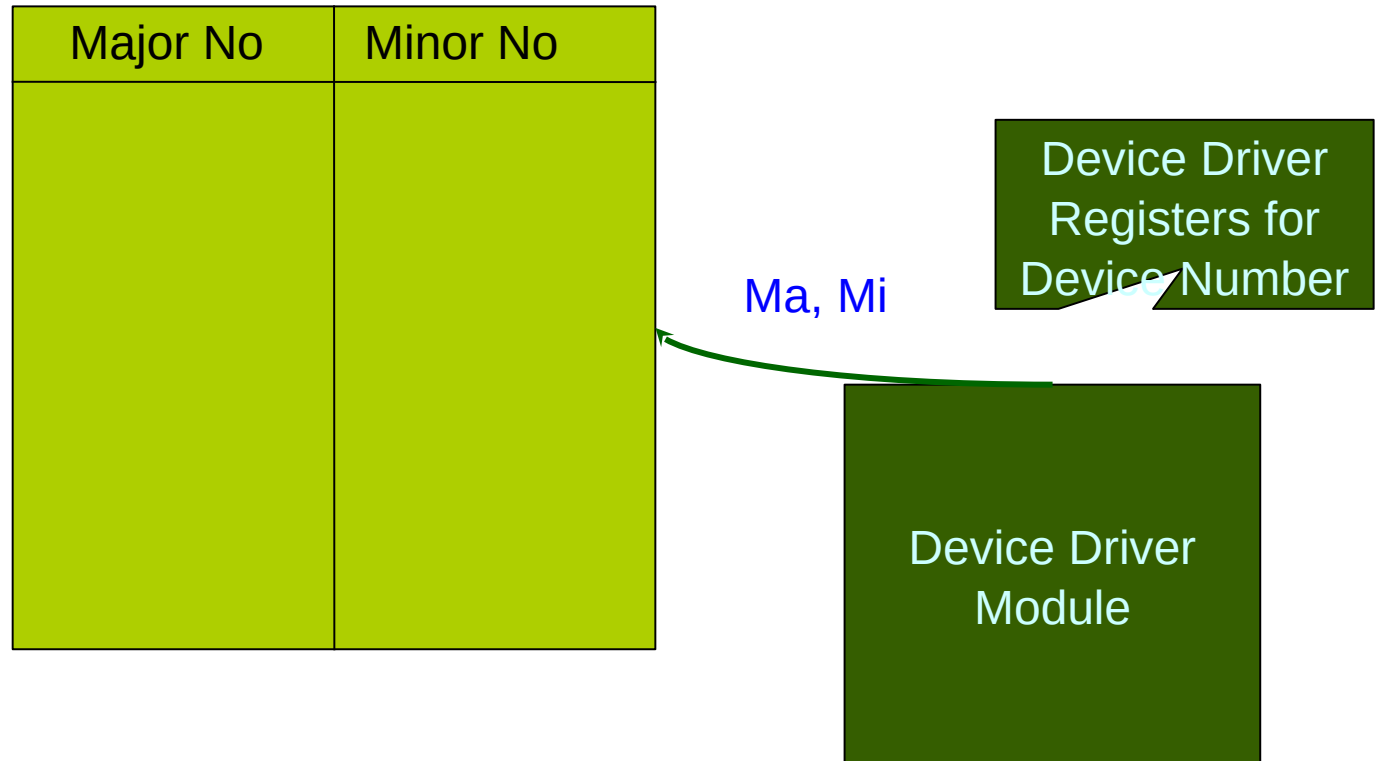 Major No
Minor No
Device Driver
Registers for
Device Number
Ma, Mi
Device Driver
Module